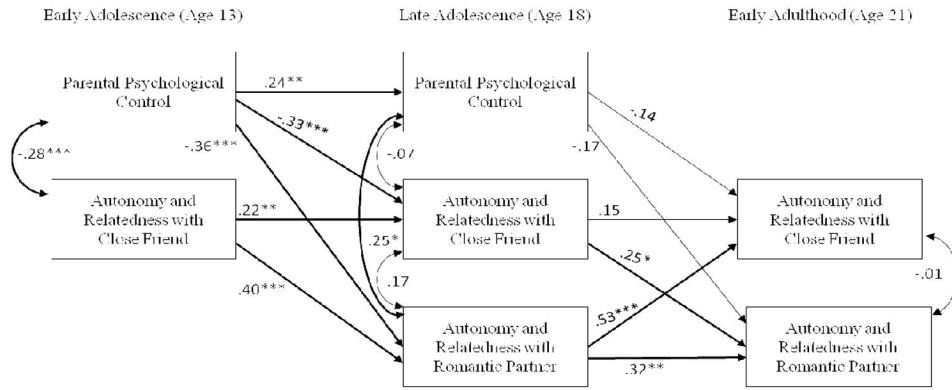 Early Adolescence (Age 13)
Late Adolescence (Age 18)
Early Adulthood (Age 21)
Parental Psychological
Control
.24**
-.33***
-.36***
-.28***
Autonomy and
Relatedness with
Close Friend
.22**
.40***
Parental Psychological
Control
-.07
.25*
.17
-.14
-.17
Autonomy and
Relatedness with
Close Friend
.15
.25*
Autonomy and
Relatedness with
Romantic Partner
.53***
.32**
Autonomy and
Relatedness with
Close Friend
-.01
Autonomy and
Relatedness with
Romantic Partner